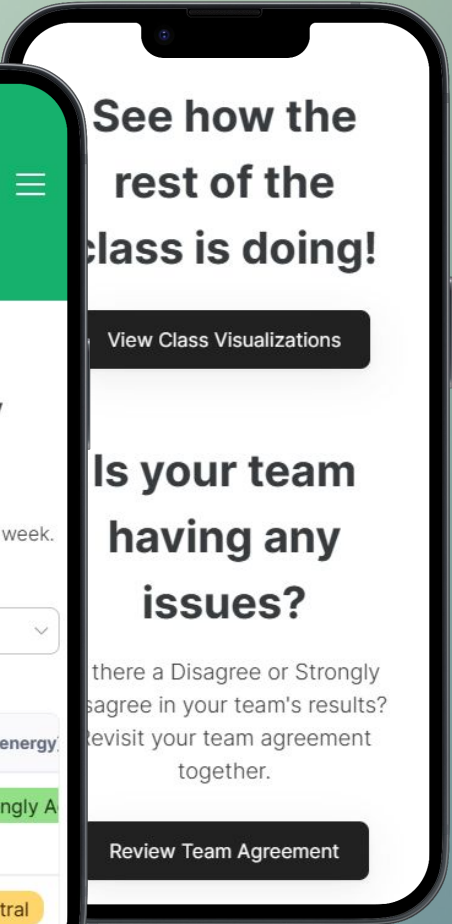 See how the
rest of the
class is doing!
View Class Visualizations
Is your team
having any
issues?
there a Disagree or Strongly
sagree in your team's results?
Revisit your team agreement
together.
Review Team Agreement
week.
energy)
ngly A
tral